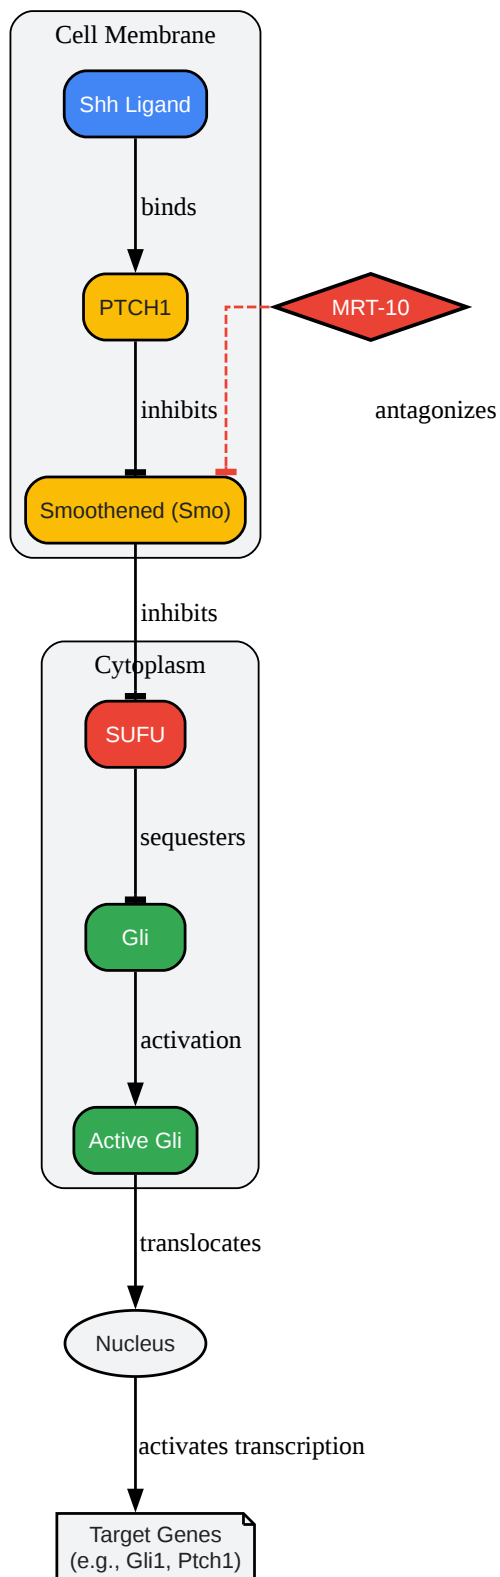 Cell Membrane
Shh Ligand
binds
PTCH1
MRT-10
inhibits
antagonizes
Smoothened (Smo)
inhibits
Cytoplasm
SUFU
sequesters
Gli
activation
Active Gli
translocates
Nucleus
activates transcription
Target Genes
(e.g., Gli1, Ptch1)